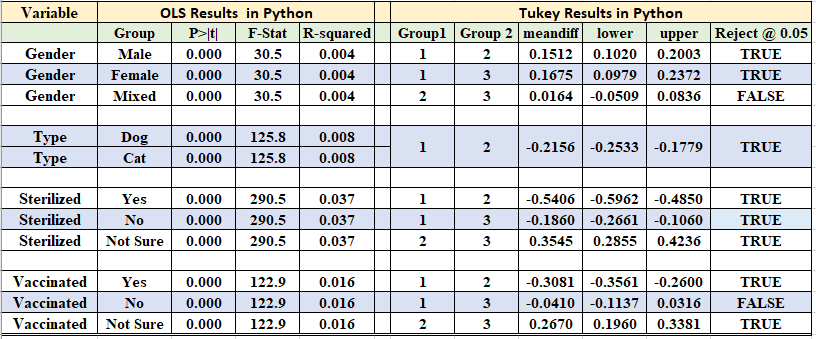 Variable OLS Results in Python Tukey Results in Python
Group P>|t| F-Stat R-squared Group1 Group 2 meandiff lower upper Reject @ 0.05
Gender Male 0.000 30.5 0.004 1 2 0.1512 0.1020 0.2003 TRUE
Gender Female 0.000 30.5 0.004 1 3 0.1675 0.0979 0.2372 TRUE
Gender Mixed 0.000 30.5 0.004 2 3 0.0164 -0.0509 0.0836 FALSE
Type Dog 0.000 125.8 0.008 1 2 -0.2156 -0.2533 -0.1779 TRUE
Type Cat 0.000 125.8 0.008
Sterilized Yes 0.000 290.5 0.037 1 2 -0.5406 -0.5962 -0.4850 TRUE
Sterilized No 0.000 290.5 0.037 1 3 -0.1860 -0.2661 -0.1060 TRUE
Sterilized Not Sure 0.000 290.5 0.037 2 3 0.3545 0.2855 0.4236 TRUE
Vaccinated Yes 0.000 122.9 0.016 1 2 -0.3081 -0.3561 -0.2600 TRUE
Vaccinated No 0.000 122.9 0.016 1 3 -0.0410 -0.1137 0.0316 FALSE
Vaccinated Not Sure 0.000 122.9 0.016 2 3 0.2670 0.1960 0.3381 TRUE